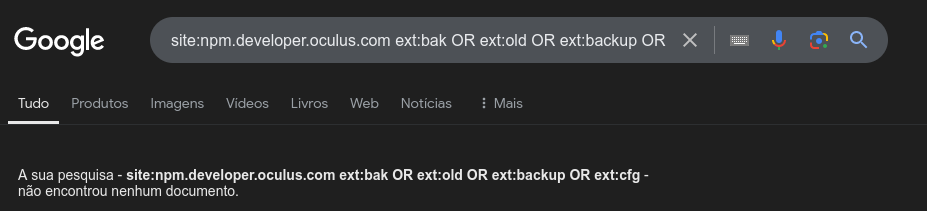 Google
site:npm.developer.oculus.com ext:bak OR ext:old OR ext:backup OR
Tudo Produtos Imagens Vídeos Livros Web Notícias Mais
A sua pesquisa - site:npm.developer.oculus.com ext:bak OR ext:old OR ext:backup OR ext:cfg -
não encontrou nenhum documento.